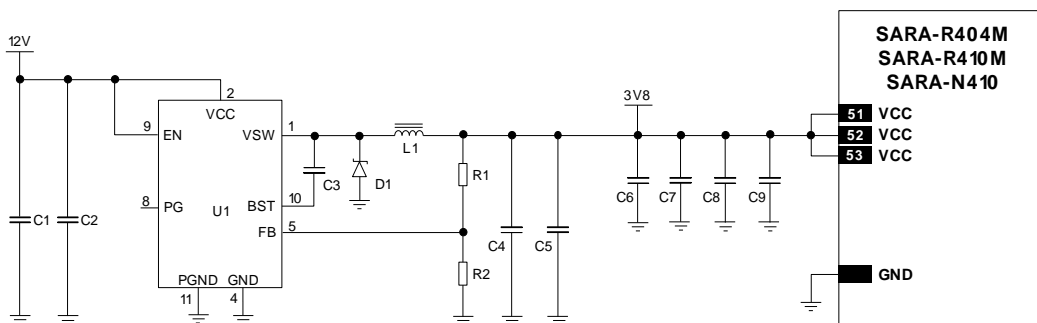 SARA-R404M
SARA-R410M
SARA-N410
12V
3V8
2
VCC
51 VCC
9 EN
VSW 1
52 VCC
L1
53 VCC
C3
D1
R1
C6
C7
C8
C9
8 PG
U1
BST 10
C1
C2
FB 5
C4
C5
R2
PGND
GND
GND
11
4